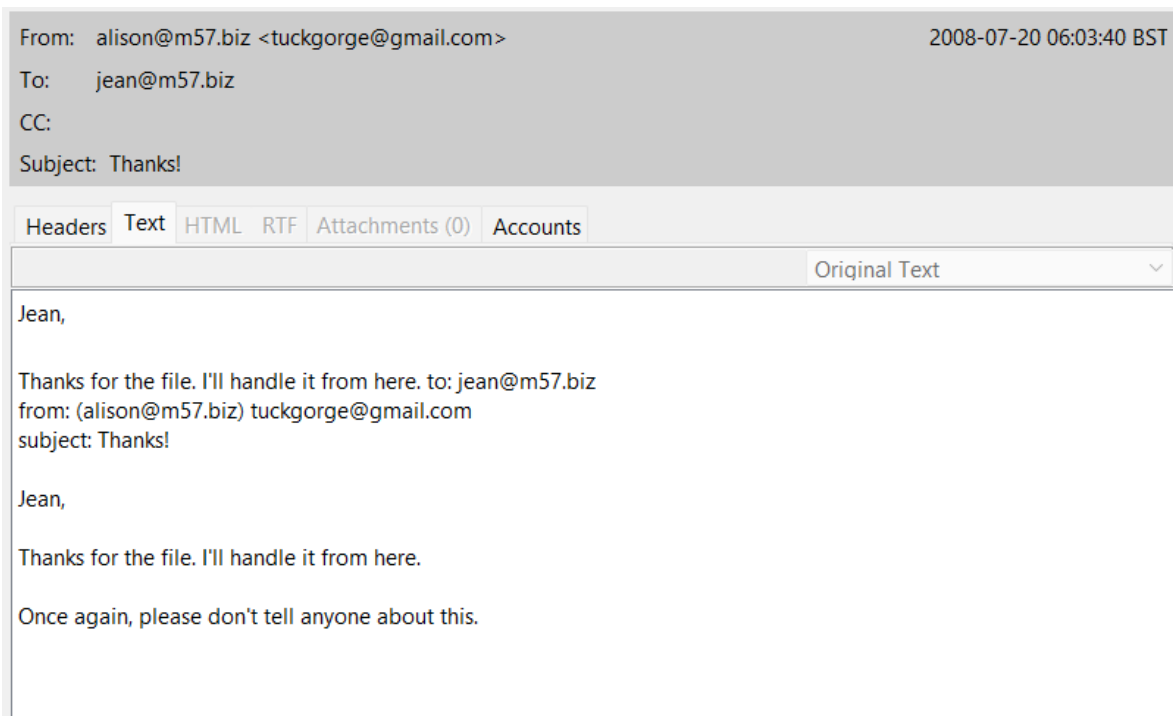 From: alison@m57.biz <tuckgorge@gmail.com> 2008-07-20 06:03:40 BST
To: jean@m57.biz
CC:
Subject: Thanks!
Headers Text HTML RTF Attachments (0) Accounts
Original Text
Jean,
Thanks for the file. I'll handle it from here. to: jean@m57.biz
from: (alison@m57.biz) tuckgorge@gmail.com
subject: Thanks!
Jean,
Thanks for the file. I'll handle it from here.
Once again, please don't tell anyone about this.